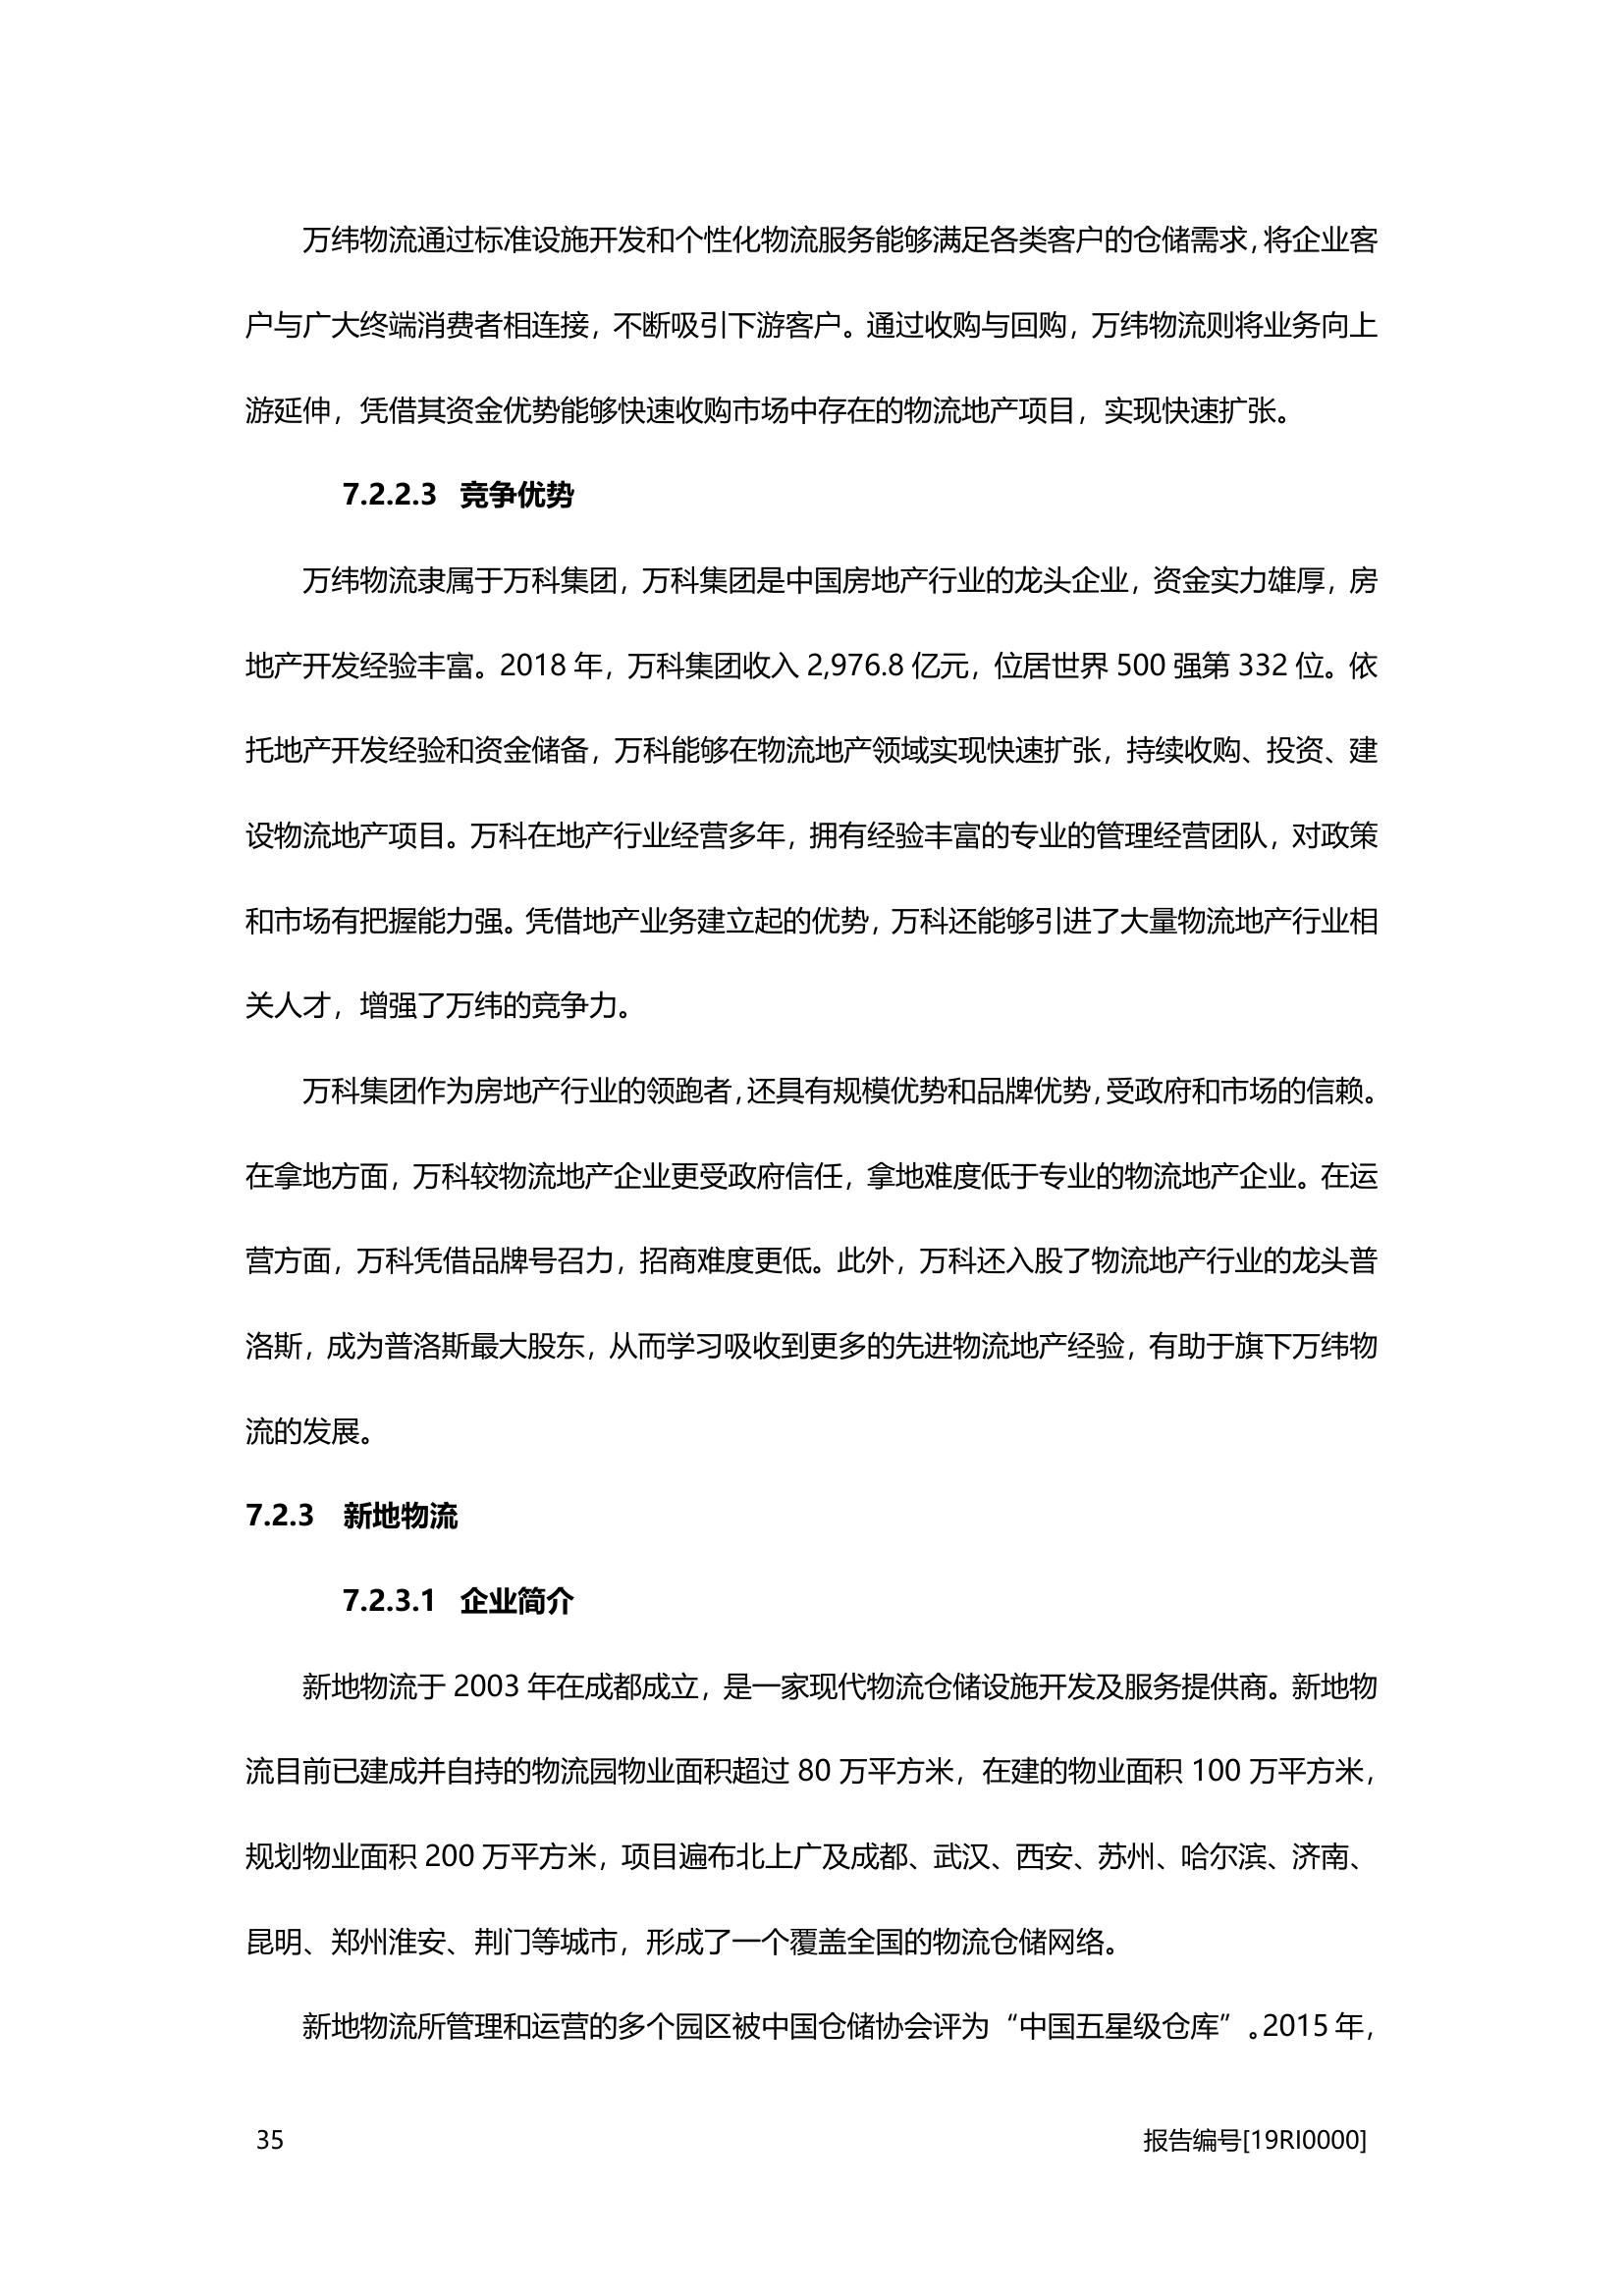 万纬物流通过标准设施开发和个性化物流服务能够满足各类客户的仓储需求，将企业客
户与广大终端消费者相连接，不断吸引下游客户。通过收购与回购，万纬物流则将业务向上
游延伸，凭借其资金优势能够快速收购市场中存在的物流地产项目，实现快速扩张。
7.2.2.3 竞争优势
万纬物流隶属于万科集团，万科集团是中国房地产行业的龙头企业，资金实力雄厚，房
地产开发经验丰富。2018 年，万科集团收入 2,976.8 亿元，位居世界 500 强第 332 位。依
托地产开发经验和资金储备，万科能够在物流地产领域实现快速扩张，持续收购、投资、建
设物流地产项目。万科在地产行业经营多年，拥有经验丰富的专业的管理经营团队，对政策
和市场有把握能力强。凭借地产业务建立起的优势，万科还能够引进了大量物流地产行业相
关人才，增强了万纬的竞争力。
万科集团作为房地产行业的领跑者，还具有规模优势和品牌优势，受政府和市场的信赖。
在拿地方面，万科较物流地产企业更受政府信任，拿地难度低于专业的物流地产企业。在运
营方面，万科凭借品牌号召力，招商难度更低。此外，万科还入股了物流地产行业的龙头普
洛斯，成为普洛斯最大股东，从而学习吸收到更多的先进物流地产经验，有助于旗下万纬物
流的发展。
7.2.3 新地物流
7.2.3.1 企业简介
新地物流于 2003 年在成都成立，是一家现代物流仓储设施开发及服务提供商。新地物
流目前已建成并自持的物流园物业面积超过 80 万平方米，在建的物业面积 100 万平方米，
规划物业面积 200 万平方米，项目遍布北上广及成都、武汉、西安、苏州、哈尔滨、济南、
昆明、郑州淮安、荆门等城市，形成了一个覆盖全国的物流仓储网络。
新地物流所管理和运营的多个园区被中国仓储协会评为“中国五星级仓库”。2015 年，
35 报告编号[19RI0000]